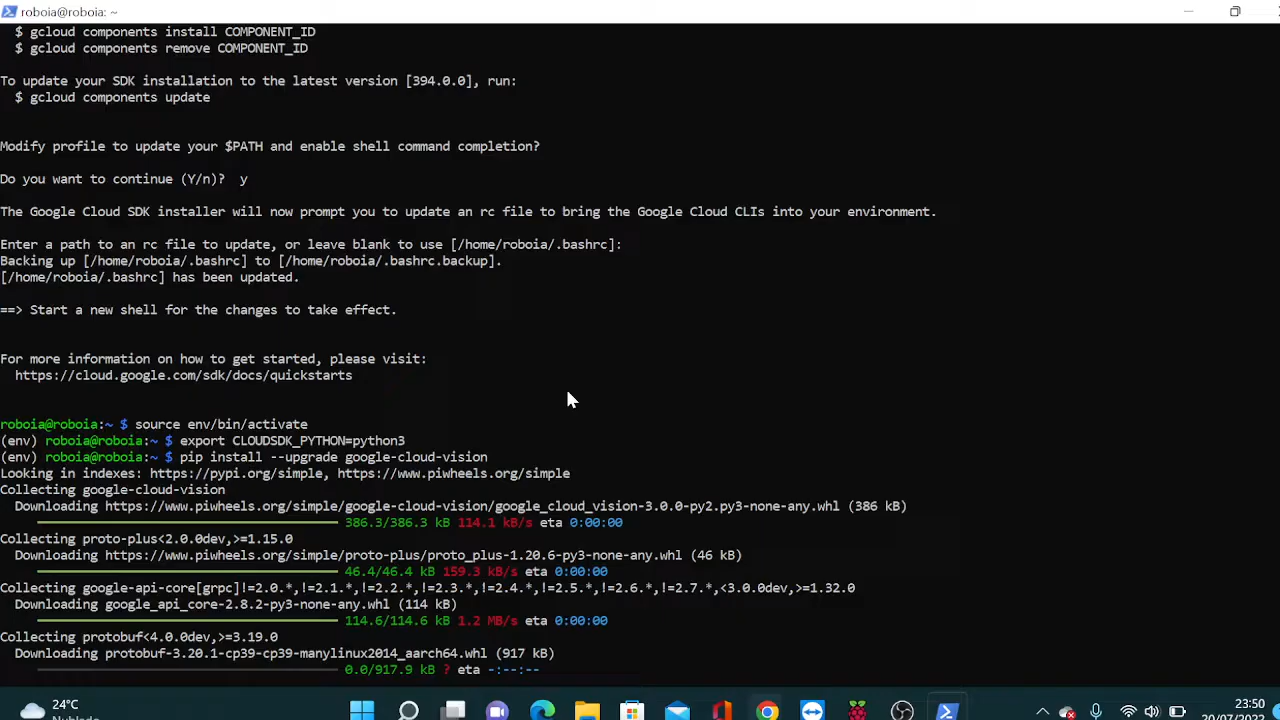 roboia@roboia: ~
$ gcloud components install COMPONENT_ID
$ gcloud components remove COMPONENT_ID
To update your SDK installation to the latest version [394.0.0], run:
$ gcloud components update
Modify profile to update your $PATH and enable shell command completion?
Do you want to continue (Y/n)?  y
The Google Cloud SDK installer will now prompt you to update an rc file to bring the Google Cloud CLIs into your environment.
Enter a path to an rc file to update, or leave blank to use [/home/roboia/.bashrc]:
Backing up [/home/roboia/.bashrc] to [/home/roboia/.bashrc.backup].
[/home/roboia/.bashrc] has been updated.
==> Start a new shell for the changes to take effect.
For more information on how to get started, please visit:
https://cloud.google.com/sdk/docs/quickstarts
roboia@roboia:~ $ source env/bin/activate
(env) roboia@roboia:~ $ export CLOUDSDK_PYTHON=python3
(env) roboia@roboia:~ $ pip install --upgrade google-cloud-vision
Looking in indexes: https://pypi.org/simple, https://www.piwheels.org/simple
Collecting google-cloud-vision
Downloading https://www.piwheels.org/simple/google-cloud-vision/google_cloud_vision-3.0.0-py2.py3-none-any.whl (386 kB)
386.3/386.3 kB 114.1 kB/s eta 0:00:00
Collecting proto-plus<2.0.0dev,>=1.15.0
Downloading https://www.piwheels.org/simple/proto-plus/proto_plus-1.20.6-py3-none-any.whl (46 kB)
46.4/46.4 kB 159.3 kB/s eta 0:00:00
Collecting google-api-core[grpc]!=2.0.*,!=2.1.*,!=2.2.*,!=2.3.*,!=2.4.*,!=2.5.*,!=2.6.*,!=2.7.*,<3.0.0dev,>=1.32.0
Downloading google_api_core-2.8.2-py3-none-any.whl (114 kB)
114.6/114.6 kB 1.2 MB/s eta 0:00:00
Collecting protobuf<4.0.0dev,>=3.19.0
Downloading protobuf-3.20.1-cp39-cp39-manylinux2014_aarch64.whl (917 kB)
0.0/917.9 kB ? eta -:--:--
24°C
Nublado
23:50
20/07/2022